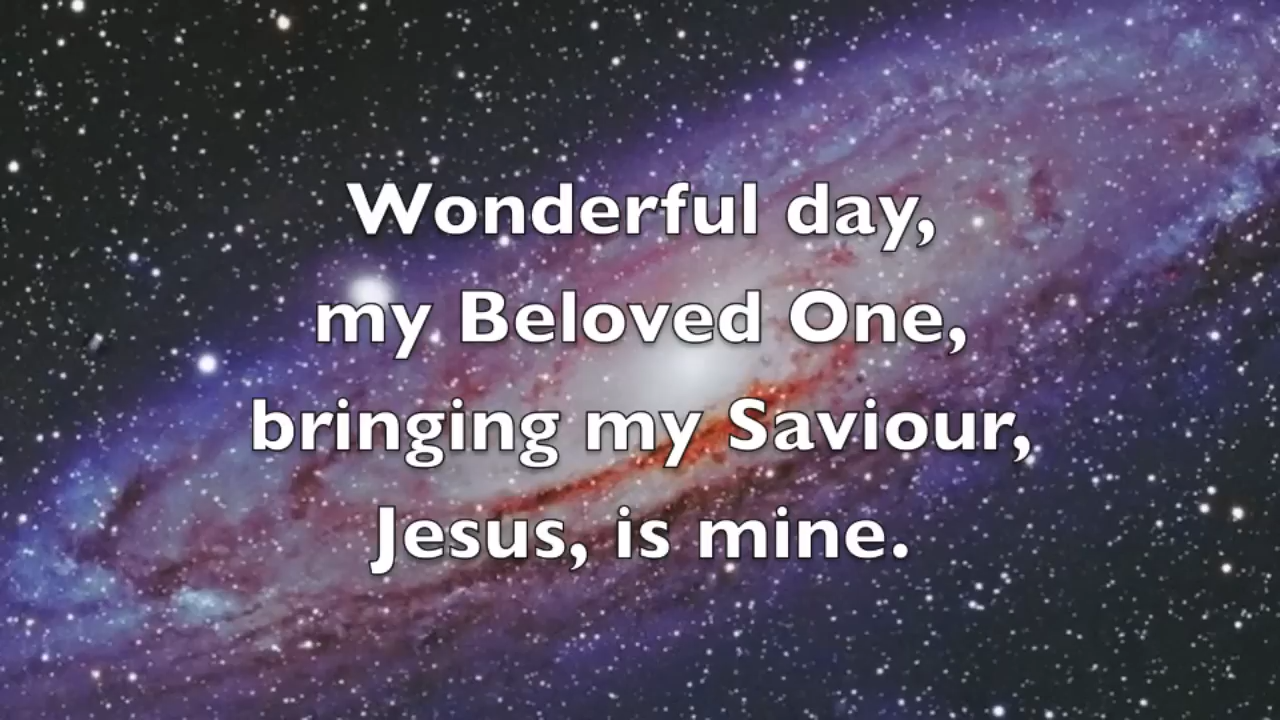 Wonderful day,
my Beloved One,
bringing my Saviour,
Jesus, is mine.